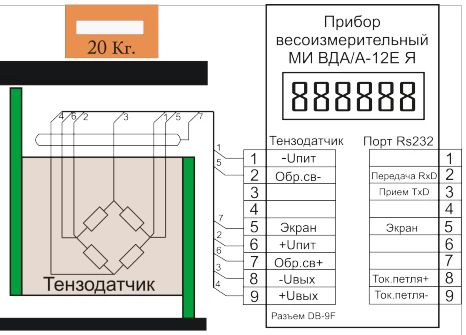 20 Кг.
Прибор
весоизмерительный
МИ ВДА/А-12Е Я
888888
4 6 2 3 1 5 7
Тензодатчик
Тензодатчик Порт Rs232
1 1 -Uпит 1
5 2 Обр.св- Передача RxD 2
3 Прием TxD 3
4 4
7 5 Экран Экран 5
2 6 +Uпит 6
6 7 Обр.св+ 7
3 8 -Uвых Ток.петля+ 8
4 9 +Uвых Ток.петля- 9
Разъем DB-9F